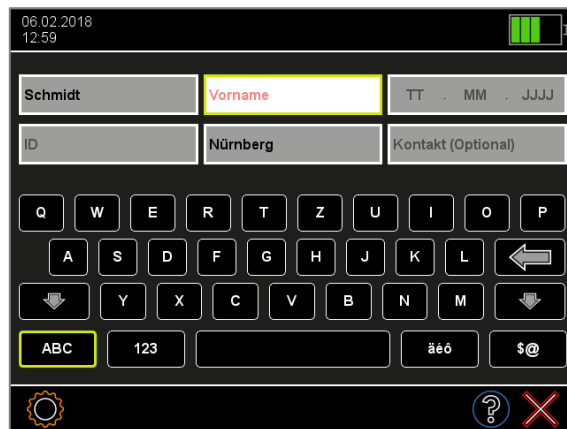 06.02.2018
12:59
Schmidt Vorname TT . MM . JJJJ
ID Nürnberg Kontakt (Optional)
Q W E R T Z U I O P
A S D F G H J K L
Y X C V B N M
ABC 123 äéô $@
?